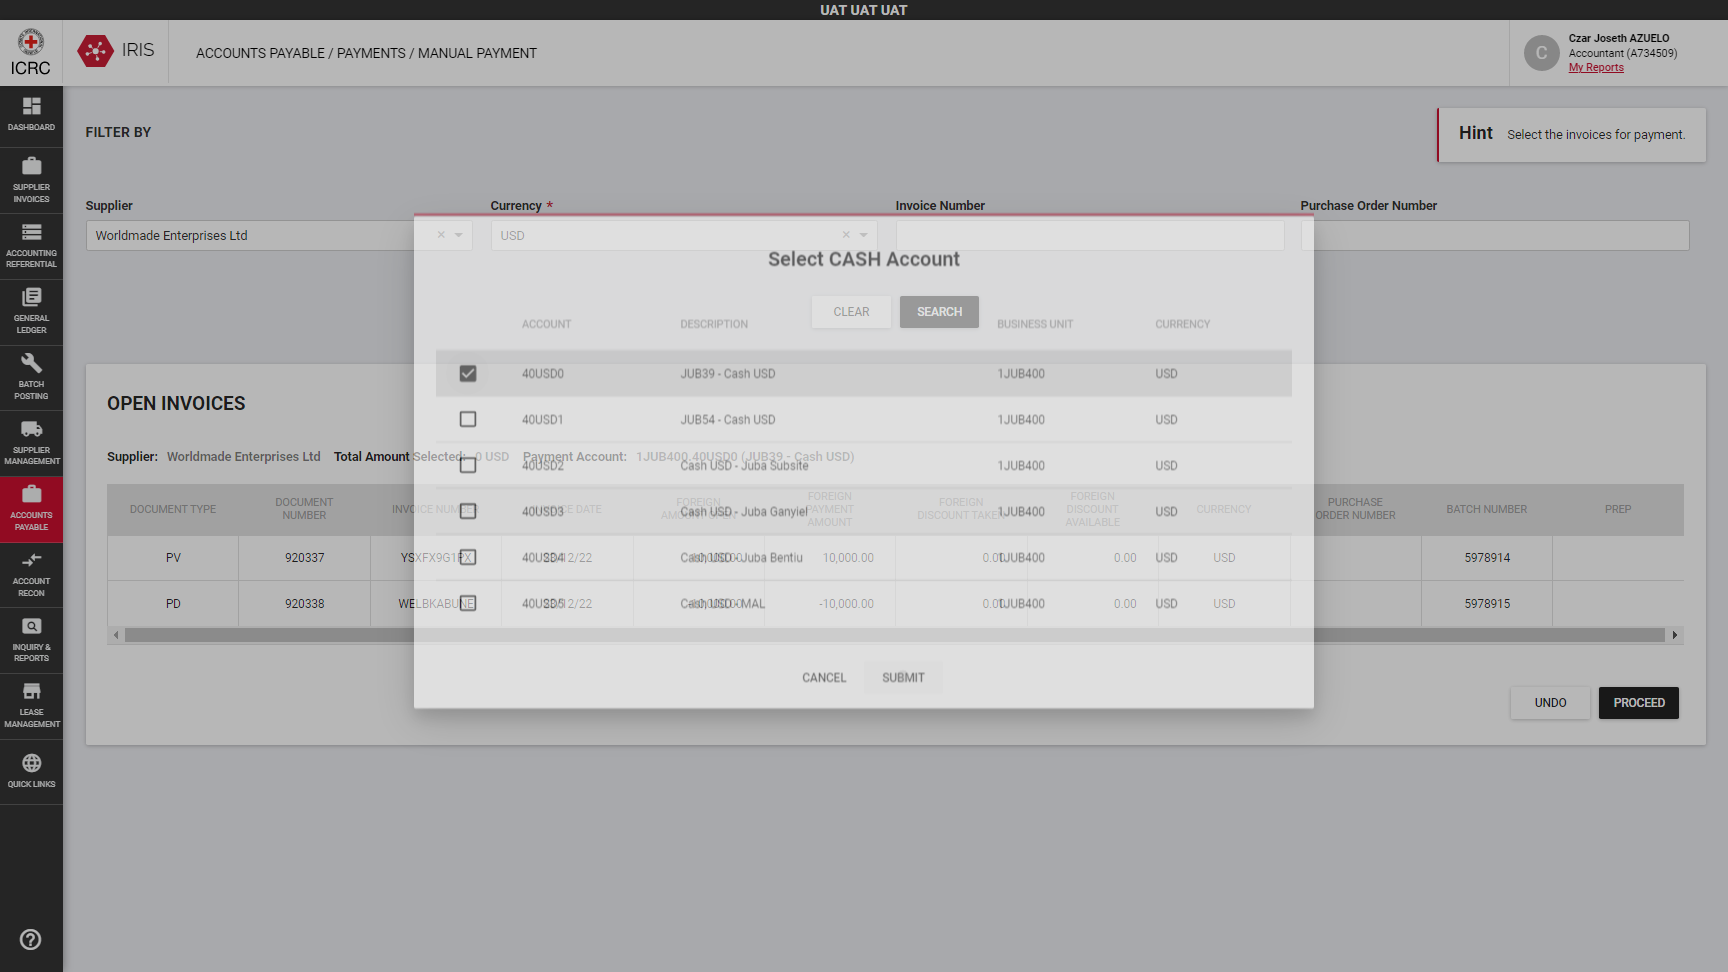 UAT UAT UAT
ICRC
IRIS
ACCOUNTS PAYABLE / PAYMENTS / MANUAL PAYMENT
C
Czar Joseth AZUELO
Accountant (A734509)
My Reports
DASHBOARD
SUPPLIER
INVOICES
ACCOUNTING
REFERENTIAL
GENERAL
LEDGER
BATCH
POSTING
SUPPLIER
MANAGEMENT
ACCOUNTS
PAYABLE
ACCOUNT
RECON
INQUIRY &
REPORTS
LEASE
MANAGEMENT
QUICK LINKS
FILTER BY
Hint Select the invoices for payment.
Supplier Currency * Invoice Number Purchase Order Number
Worldmade Enterprises Ltd USD
Select CASH Account
CLEAR SEARCH
ACCOUNT DESCRIPTION BUSINESS UNIT CURRENCY
40USD0 JUB39 - Cash USD 1JUB400 USD
40USD1 JUB54 - Cash USD 1JUB400 USD
40USD2 Cash USD - Juba Subsite 1JUB400 USD
40USD3 Cash USD - Juba Ganyiel 1JUB400 USD
40USD4 Cash USD - Juba Bentiu 1JUB400 USD
40USD5 Cash USD - MAL 1JUB400 USD
CANCEL SUBMIT
OPEN INVOICES
Supplier: Worldmade Enterprises Ltd Total Amount Selected: 0 USD Payment Account: 1JUB400.40USD0 (JUB39 - Cash USD)
DOCUMENT TYPE DOCUMENT NUMBER INVOICE NUMBER DATE FOREIGN FOREIGN PAYMENT AMOUNT FOREIGN DISCOUNT TAKEN FOREIGN DISCOUNT AVAILABLE CURRENCY PURCHASE ORDER NUMBER BATCH NUMBER PREP
PV 920337 YSXFX9G1PX 10,000.00 0.00 0.00 USD 5978914
PD 920338 WELBKABUNE -10,000.00 0.00 0.00 USD 5978915
UNDO PROCEED